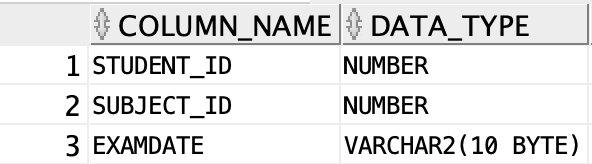 COLUMN_NAME DATA_TYPE
1 STUDENT_ID NUMBER
2 SUBJECT_ID NUMBER
3 EXAMDATE VARCHAR2(10 BYTE)